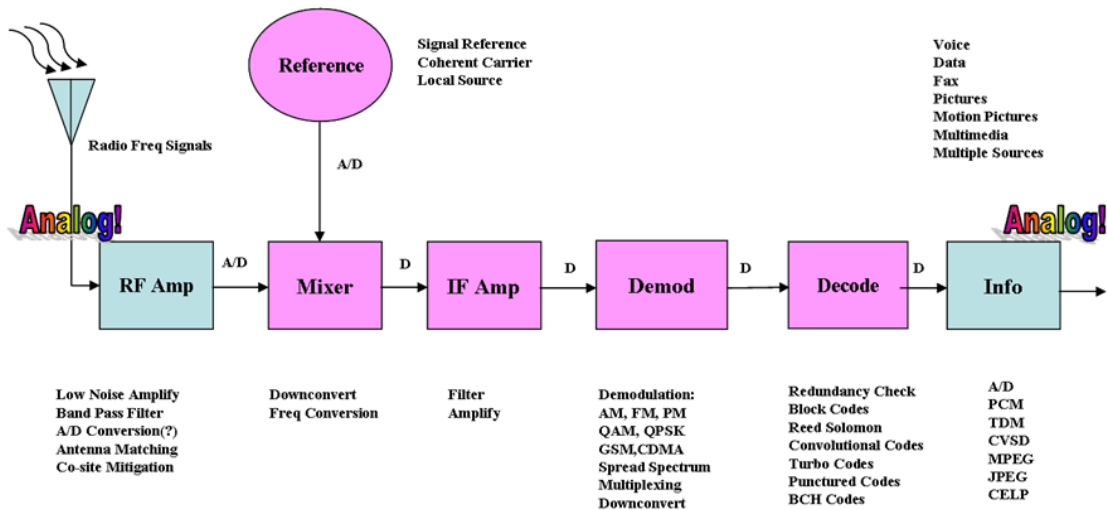 Reference
Signal Reference
Coherent Carrier
Local Source
Voice
Data
Fax
Pictures
Motion Pictures
Multimedia
Multiple Sources
Radio Freq Signals
A/D
Analog!
Analog!
RF Amp
A/D
Mixer
D
IF Amp
D
Demod
D
Decode
D
Info
Low Noise Amplify
Band Pass Filter
A/D Conversion(?)
Antenna Matching
Co-site Mitigation
Downconvert
Freq Conversion
Filter
Amplify
Demodulation:
AM, FM, PM
QAM, QPSK
GSM,CDMA
Spread Spectrum
Multiplexing
Downconvert
Redundancy Check
Block Codes
Reed Solomon
Convolutional Codes
Turbo Codes
Punctured Codes
BCH Codes
A/D
PCM
TDM
CVSD
MPEG
JPEG
CELP